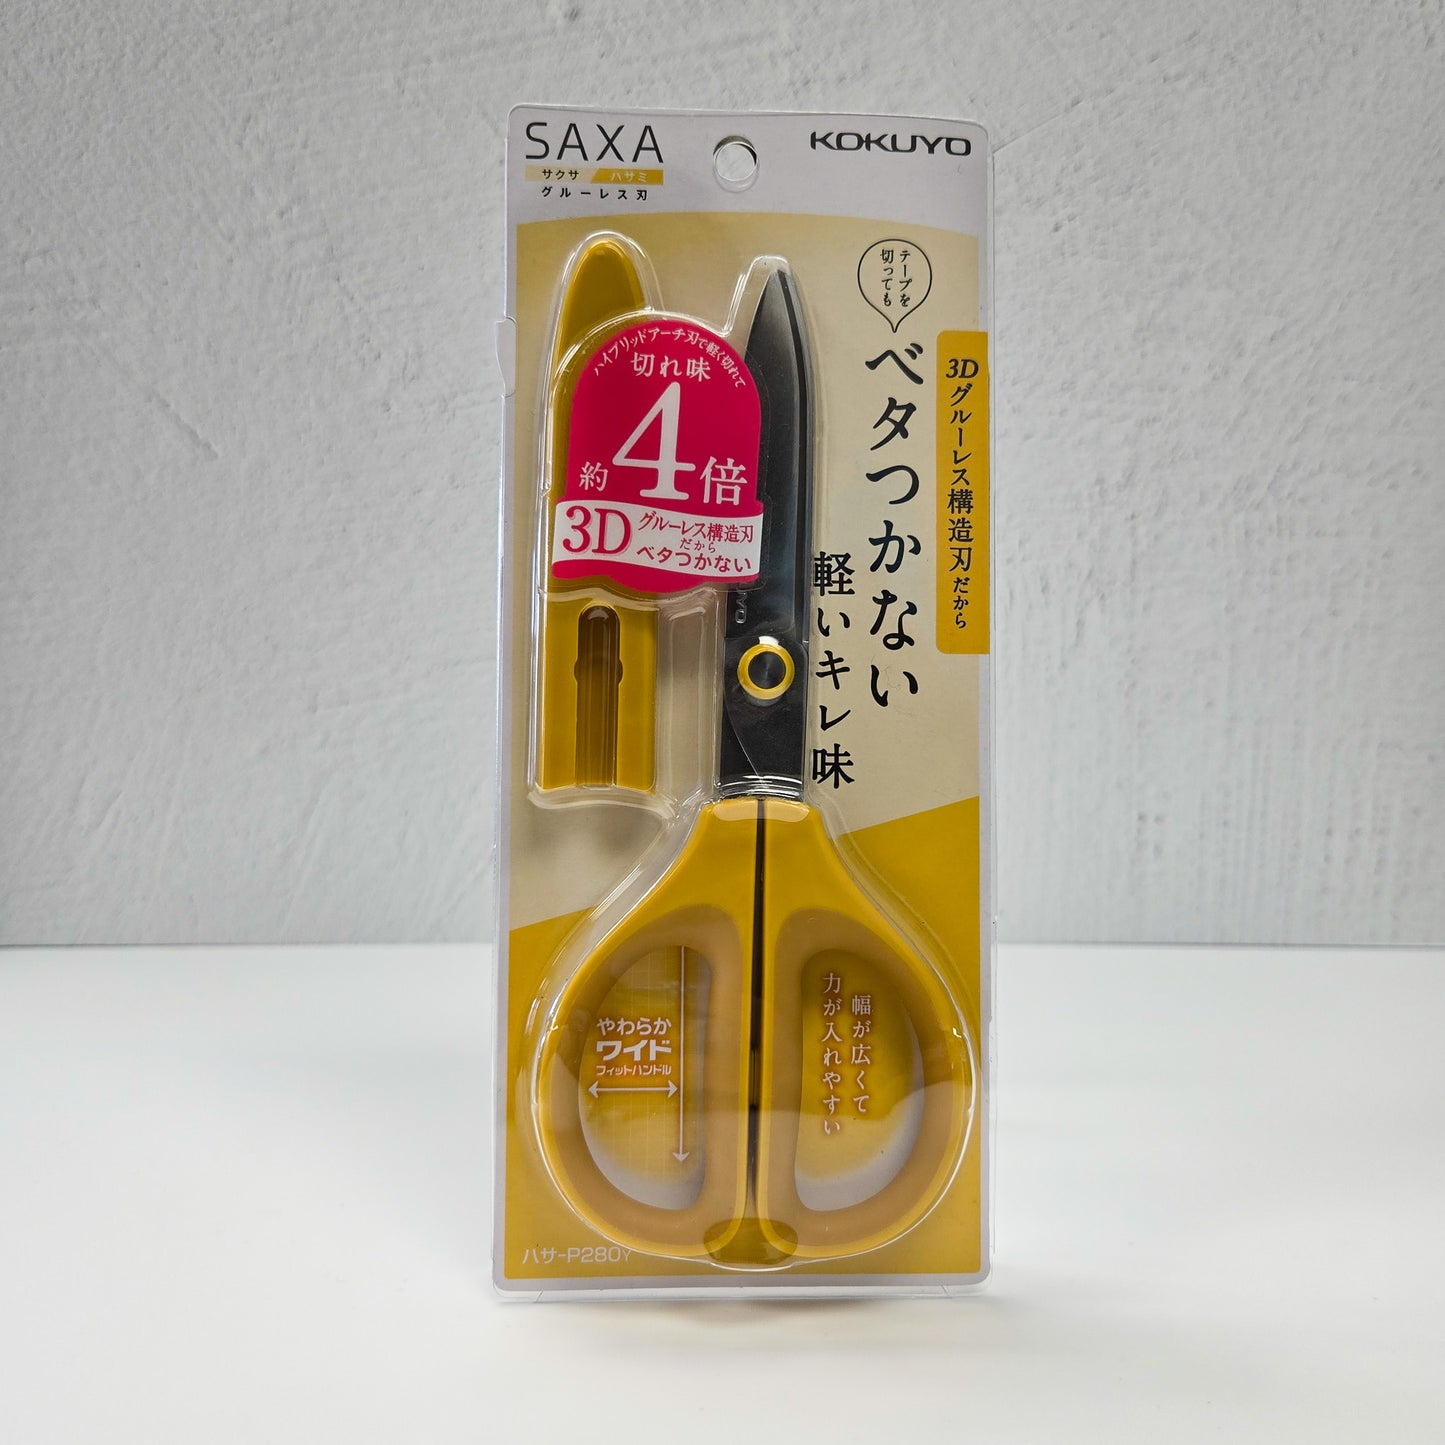 SAXA
サクサ ハサミ
グルーレス刃
KOKUYO
テープを
切っても
ベタつかない
軽いキレ味
3Dグルーレス構造刃だから
ハイブリッドアーチ刃で軽く切れて
切れ味
約4倍
3D
グルーレス構造刃
だから
ベタつかない
やわらか
ワイド
フィットハンドル
幅が広くて
力が入れやすい
ハサ-P280Y